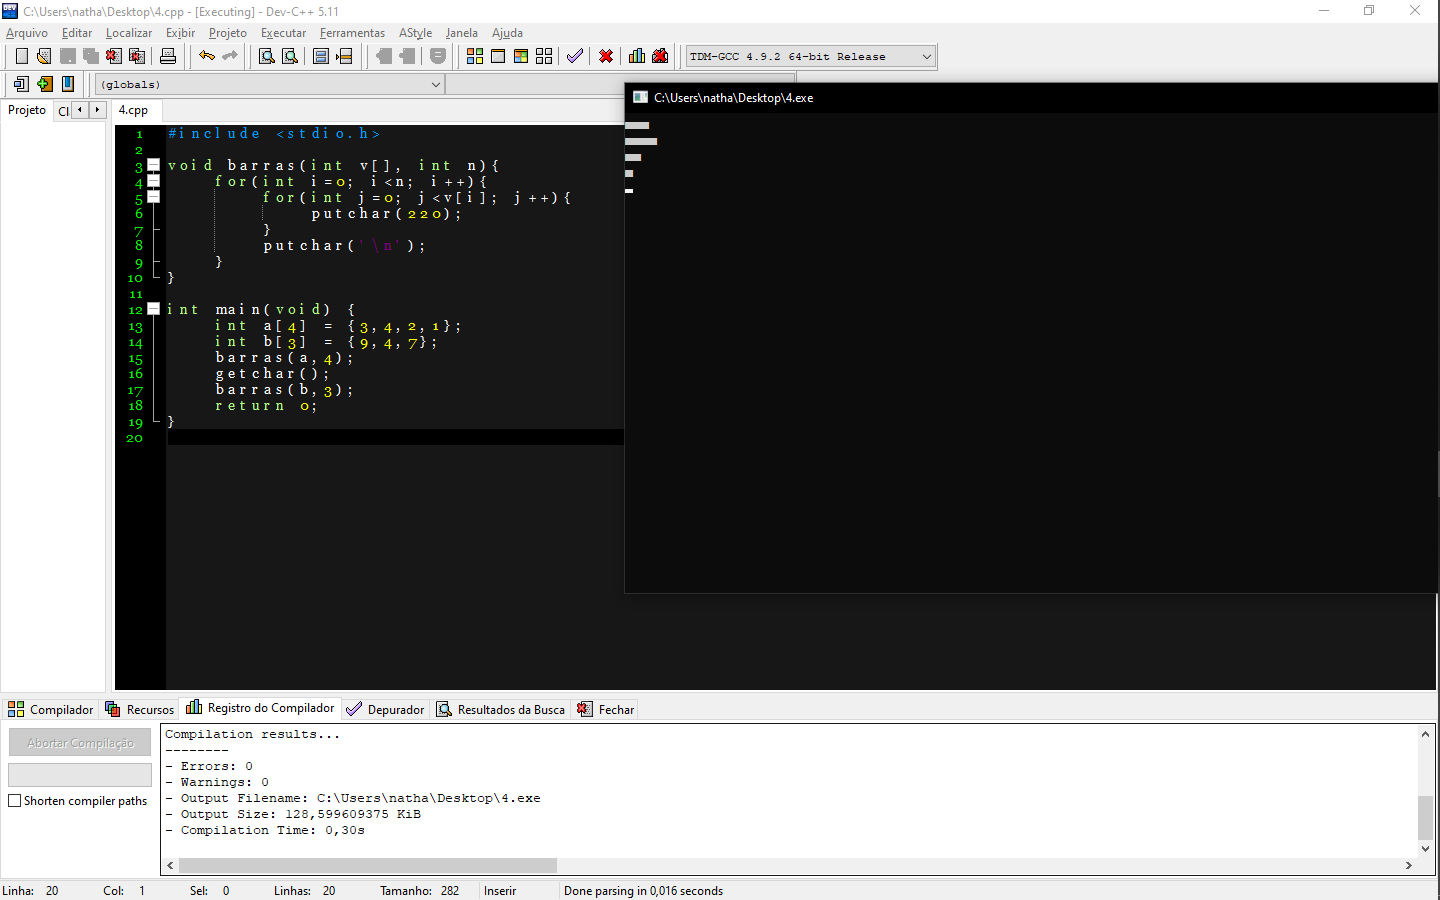 C:\Users\natha\Desktop\4.cpp - [Executing] - Dev-C++ 5.11
Arquivo Editar Localizar Exibir Projeto Executar Ferramentas AStyle Janela Ajuda
TDM-GCC 4.9.2 64-bit Release
(globals)
Projeto Cl 4.cpp
C:\Users\natha\Desktop\4.exe
1 #include <stdio.h>
2
3 void barras(int v[], int n){
4 for(int i=0; i<n; i++){
5 for(int j=0; j<v[i]; j++){
6 putchar(220);
7 }
8 putchar('\n');
9 }
10 }
11
12 int main(void) {
13 int a[4] = {3,4,2,1};
14 int b[3] = {9,4,7};
15 barras(a,4);
16 getchar();
17 barras(b,3);
18 return 0;
19 }
20
Compilador Recursos Registro do Compilador Depurador Resultados da Busca Fechar
Abortar Compilação
Shorten compiler paths
Compilation results...
--------
- Errors: 0
- Warnings: 0
- Output Filename: C:\Users\natha\Desktop\4.exe
- Output Size: 128,599609375 KiB
- Compilation Time: 0,30s
Linha: 20 Col: 1 Sel: 0 Linhas: 20 Tamanho: 282 Inserir Done parsing in 0,016 seconds